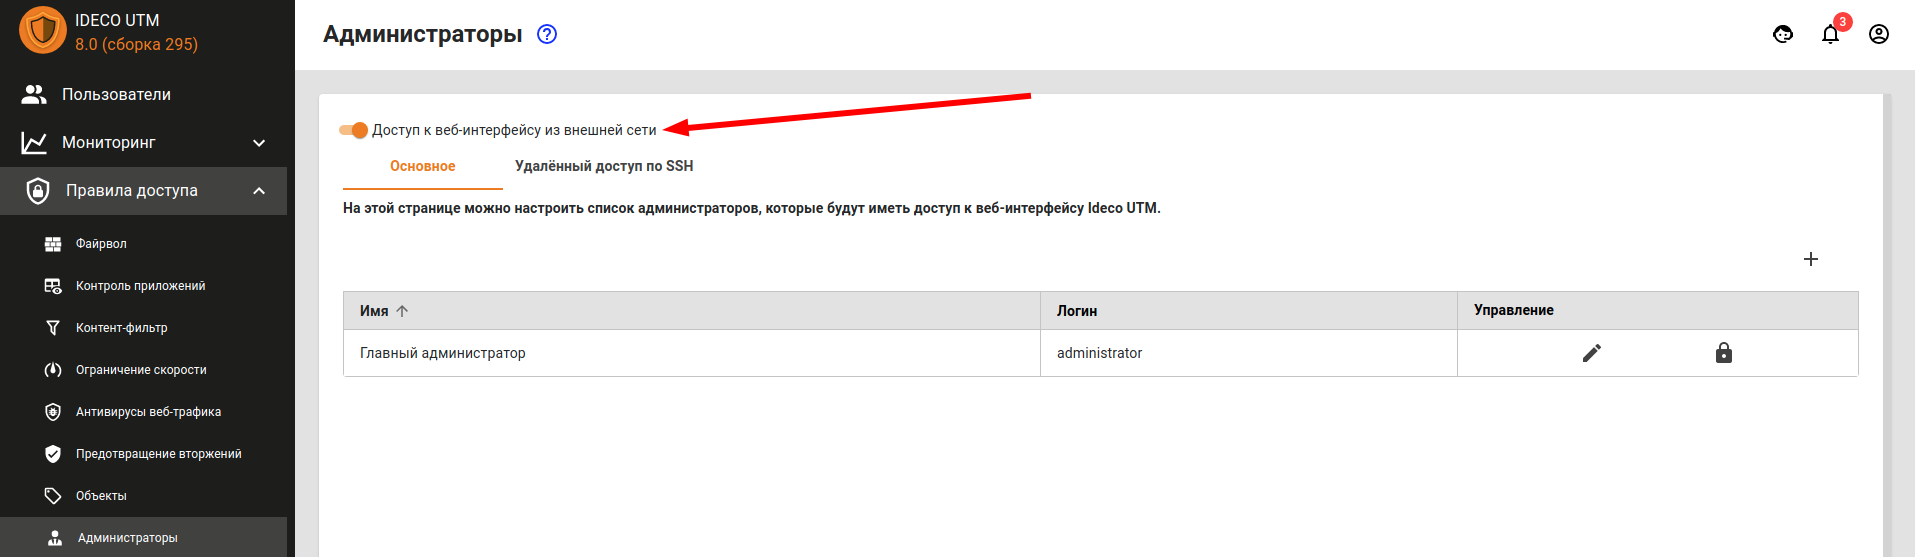 IDECO UTM
8.0 (сборка 295)
Пользователи
Мониторинг
Правила доступа
Файрвол
Контроль приложений
Контент-фильтр
Ограничение скорости
Антивирусы веб-трафика
Предотвращение вторжений
Объекты
Администраторы
Администраторы
3
Доступ к веб-интерфейсу из внешней сети
Основное Удалённый доступ по SSH
На этой странице можно настроить список администраторов, которые будут иметь доступ к веб-интерфейсу Ideco UTM.
Имя Логин Управление
Главный администратор administrator